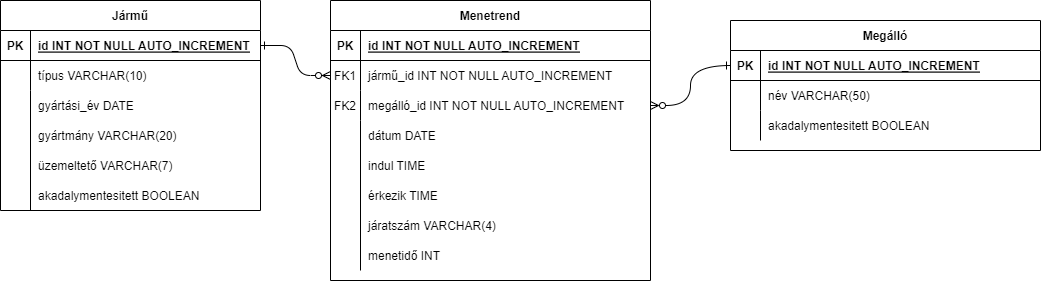 Jármű
PK id INT NOT NULL AUTO_INCREMENT
típus VARCHAR(10)
gyártási_év DATE
gyártmány VARCHAR(20)
üzemeltető VARCHAR(7)
akadalymentesitett BOOLEAN
Menetrend
PK id INT NOT NULL AUTO_INCREMENT
FK1 jármű_id INT NOT NULL AUTO_INCREMENT
FK2 megálló_id INT NOT NULL AUTO_INCREMENT
dátum DATE
indul TIME
érkezik TIME
járatszám VARCHAR(4)
menetidő INT
Megálló
PK id INT NOT NULL AUTO_INCREMENT
név VARCHAR(50)
akadalymentesitett BOOLEAN